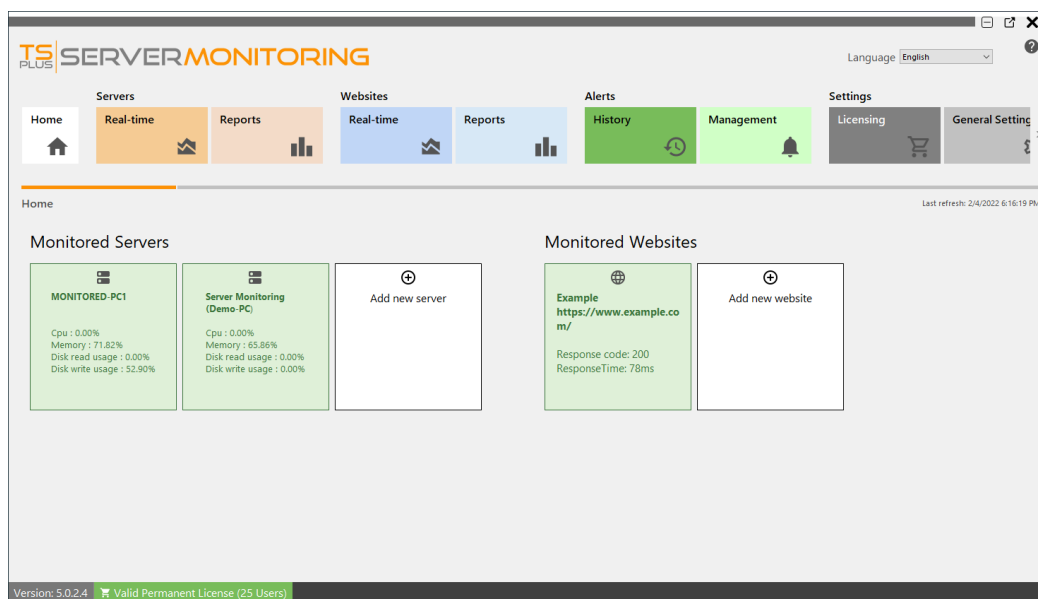 TS PLUS SERVERMONITORING
Language English
Servers
Websites
Alerts
Settings
Home
Real-time
Reports
Real-time
Reports
History
Management
Licensing
General Setting
Home
Last refresh: 2/4/2022 6:16:19 PM
Monitored Servers
Monitored Websites
MONITORED-PC1
Cpu : 0.00%
Memory : 71.82%
Disk read usage : 0.00%
Disk write usage : 52.90%
Server Monitoring
(Demo-PC)
Cpu : 0.00%
Memory : 65.86%
Disk read usage : 0.00%
Disk write usage : 0.00%
Add new server
Example
https://www.example.co
m/
Response code: 200
ResponseTime: 78ms
Add new website
Version: 5.0.2.4
Valid Permanent License (25 Users)